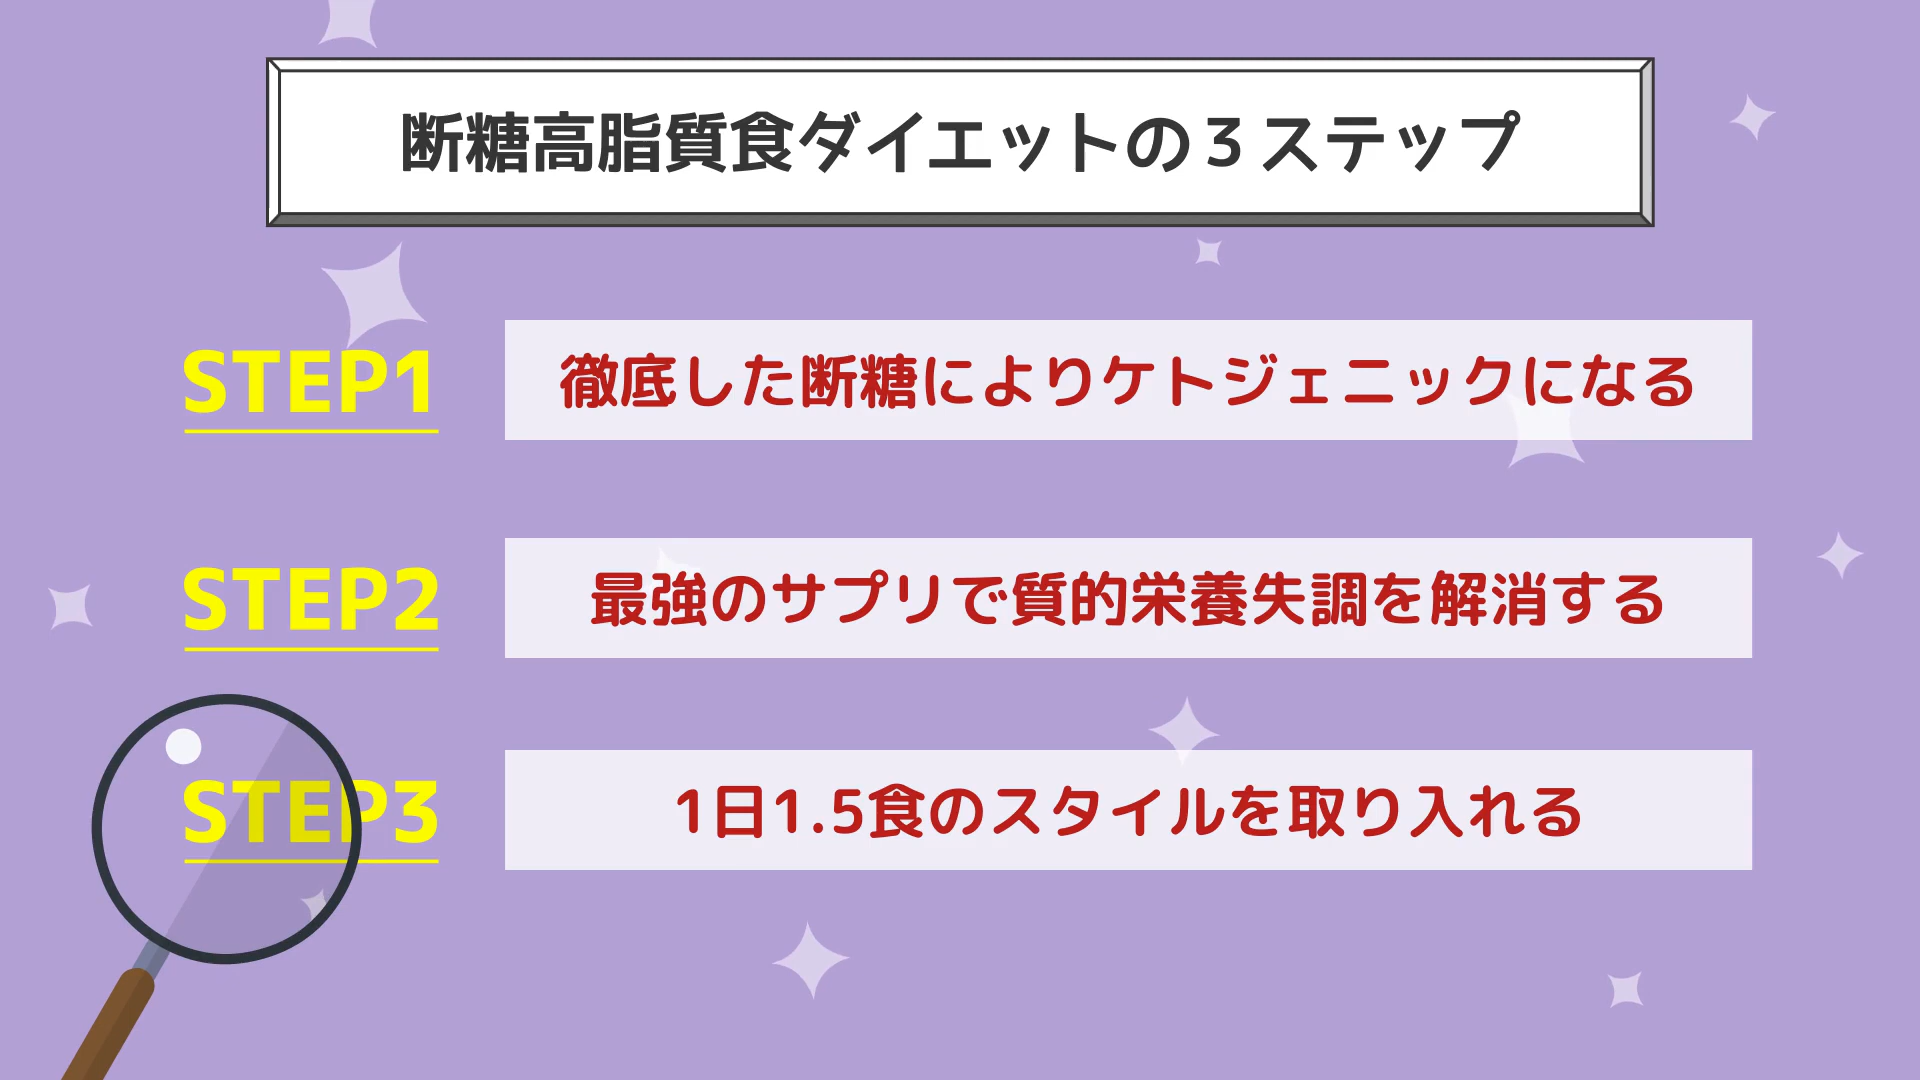 断糖高脂質食ダイエットの３ステップ
STEP1
徹底した断糖によりケトジェニックになる
STEP2
最強のサプリで質的栄養失調を解消する
STEP3
1日1.5食のスタイルを取り入れる